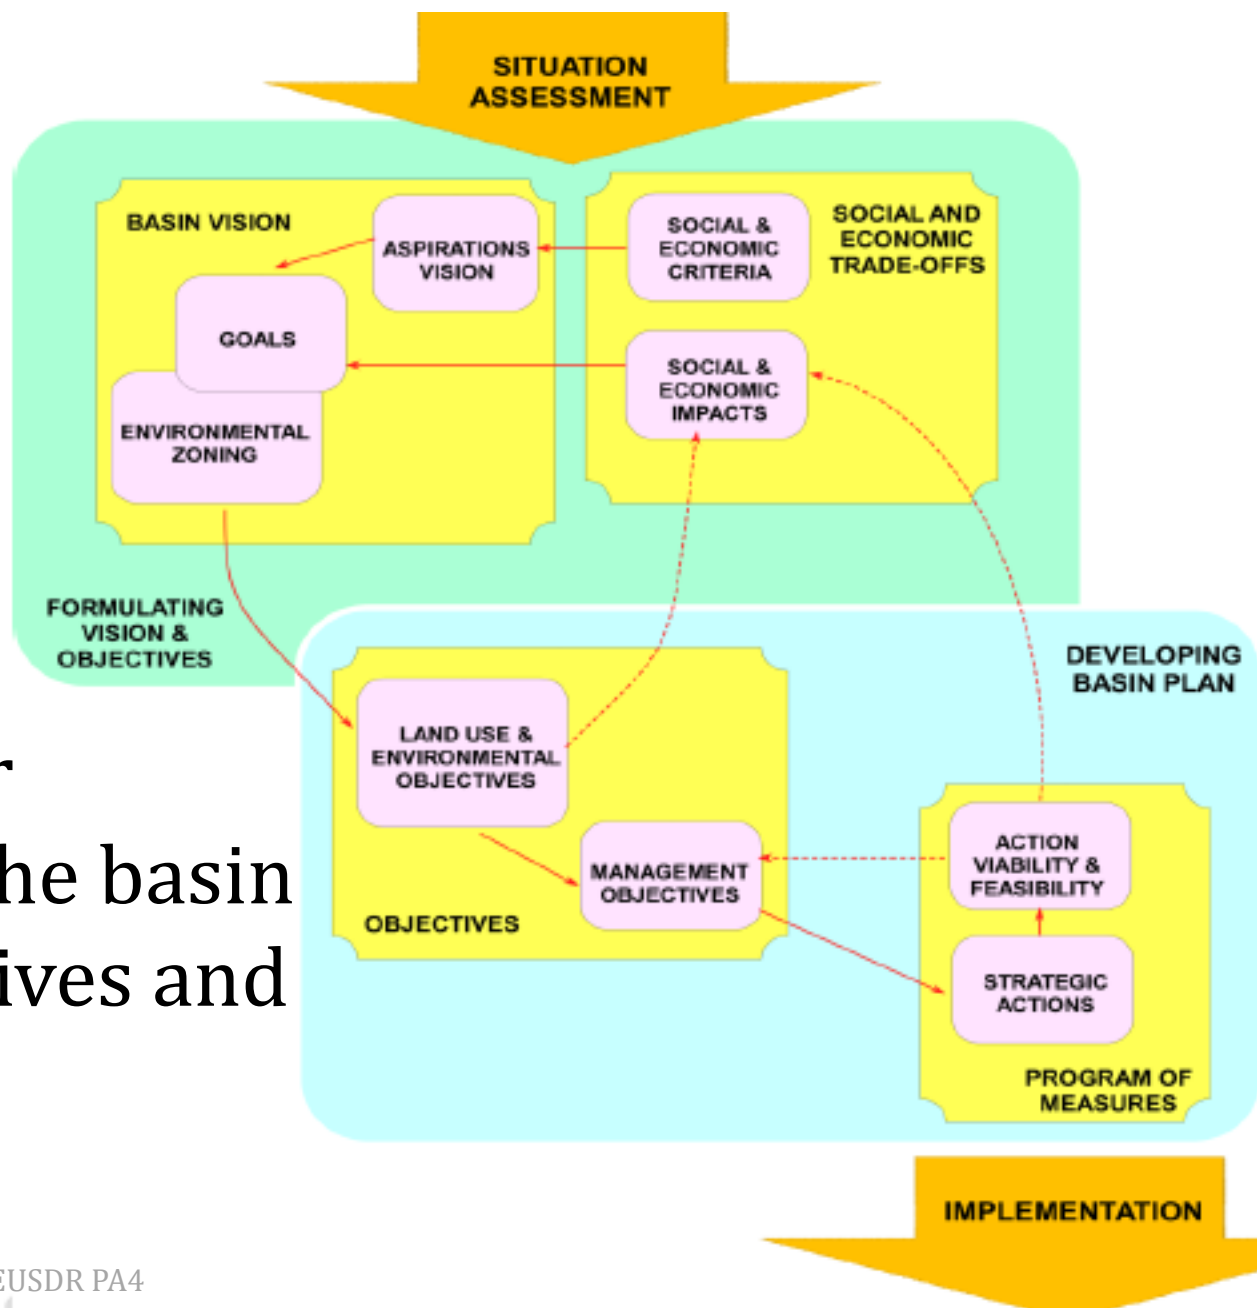 SITUATION
ASSESSMENT
BASIN VISION
ASPIRATIONS
VISION
GOALS
ENVIRONMENTAL
ZONING
SOCIAL &
ECONOMIC
CRITERIA
SOCIAL AND
ECONOMIC
TRADE-OFFS
SOCIAL &
ECONOMIC
IMPACTS
FORMULATING
VISION &
OBJECTIVES
DEVELOPING
BASIN PLAN
LAND USE &
ENVIRONMENTAL
OBJECTIVES
MANAGEMENT
OBJECTIVES
OBJECTIVES
ACTION
VIABILITY &
FEASIBILITY
STRATEGIC
ACTIONS
PROGRAM OF
MEASURES
r
he basin
ives and
IMPLEMENTATION
EUSDR PA4